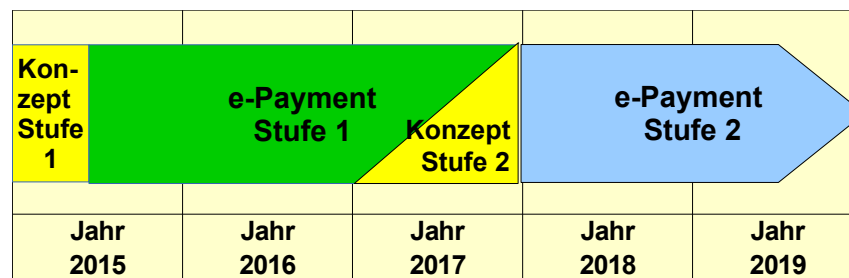 Kon-
zept
Stufe
1
e-Payment
Stufe 1
Konzept
Stufe 2
e-Payment
Stufe 2
Jahr
2015
Jahr
2016
Jahr
2017
Jahr
2018
Jahr
2019